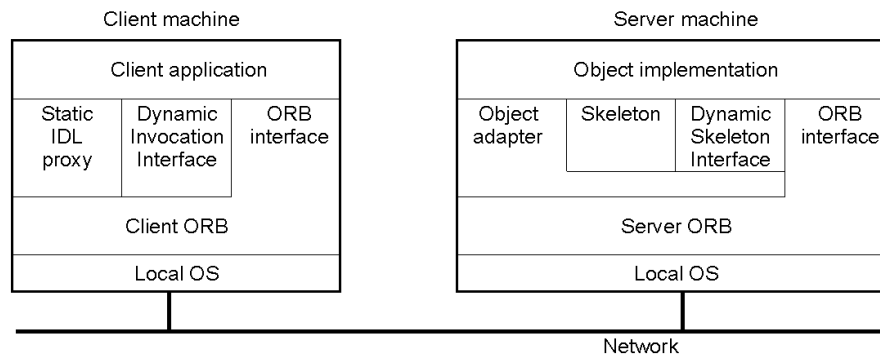 Client machine
Server machine
Client application
Object implementation
Static
IDL
proxy
Dynamic
Invocation
Interface
ORB
interface
Object
adapter
Skeleton
Dynamic
Skeleton
Interface
ORB
interface
Client ORB
Server ORB
Local OS
Local OS
Network